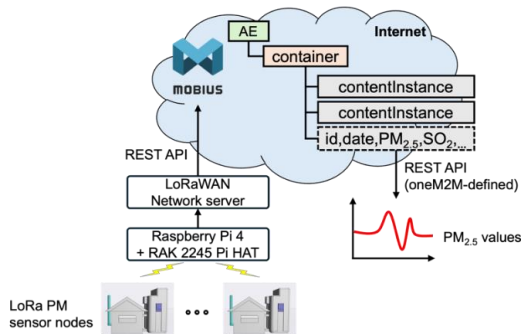 AE
Internet
container
MOBIUS
contentInstance
contentInstance
id,date,PM2.5,SO2,...
REST API
REST API
(oneM2M-defined)
LoRaWAN
Network server
Raspberry Pi 4
+ RAK 2245 Pi HAT
PM2.5 values
LoRa PM
sensor nodes